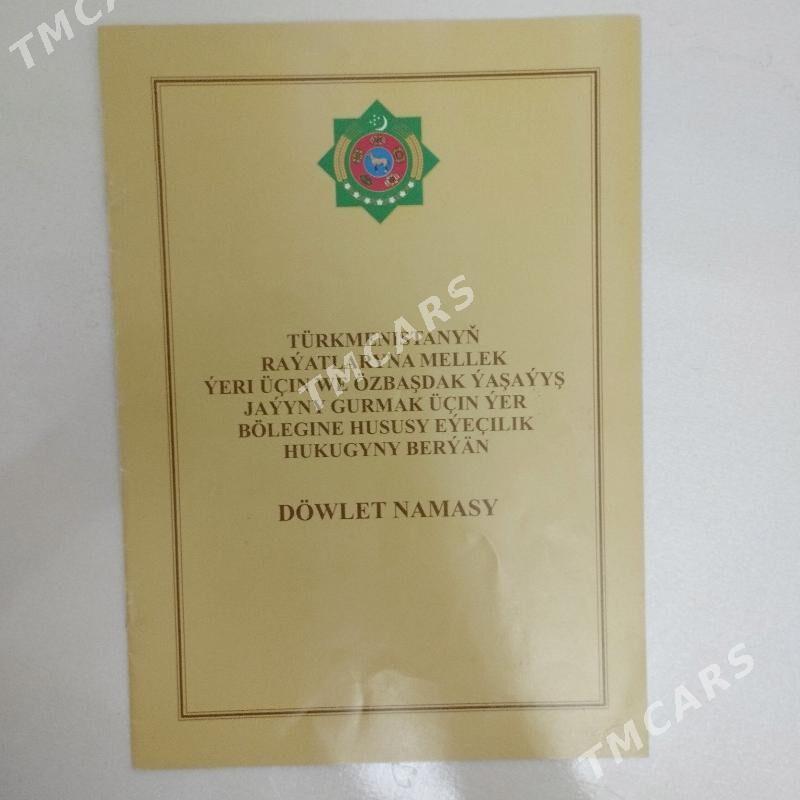 TMCARS
TÜRKMENISTANYŇ
RAÝATLARYNA MELLEK
ÝERI ÜÇIN WE ÖZBAŞDAK ÝAŞAÝYŞ
JAÝYNY GURMAK ÜÇIN ÝER
BÖLEGINE HUSUSY EÝEÇILIK
HUKUGYNY BERÝÄN
TMCARS
DÖWLET NAMASY
TMCARS